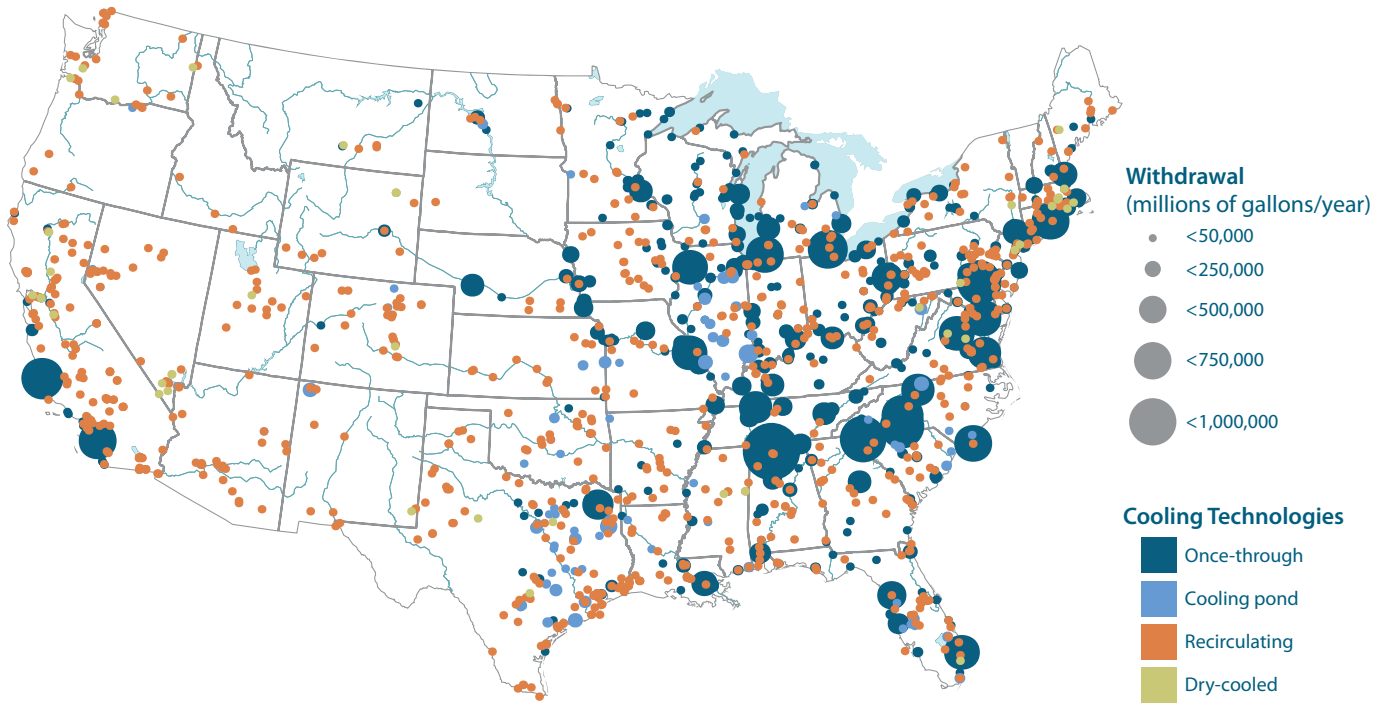 Withdrawal
(millions of gallons/year)
<50,000
<250,000
<500,000
<750,000
<1,000,000
Cooling Technologies
Once-through
Cooling pond
Recirculating
Dry-cooled